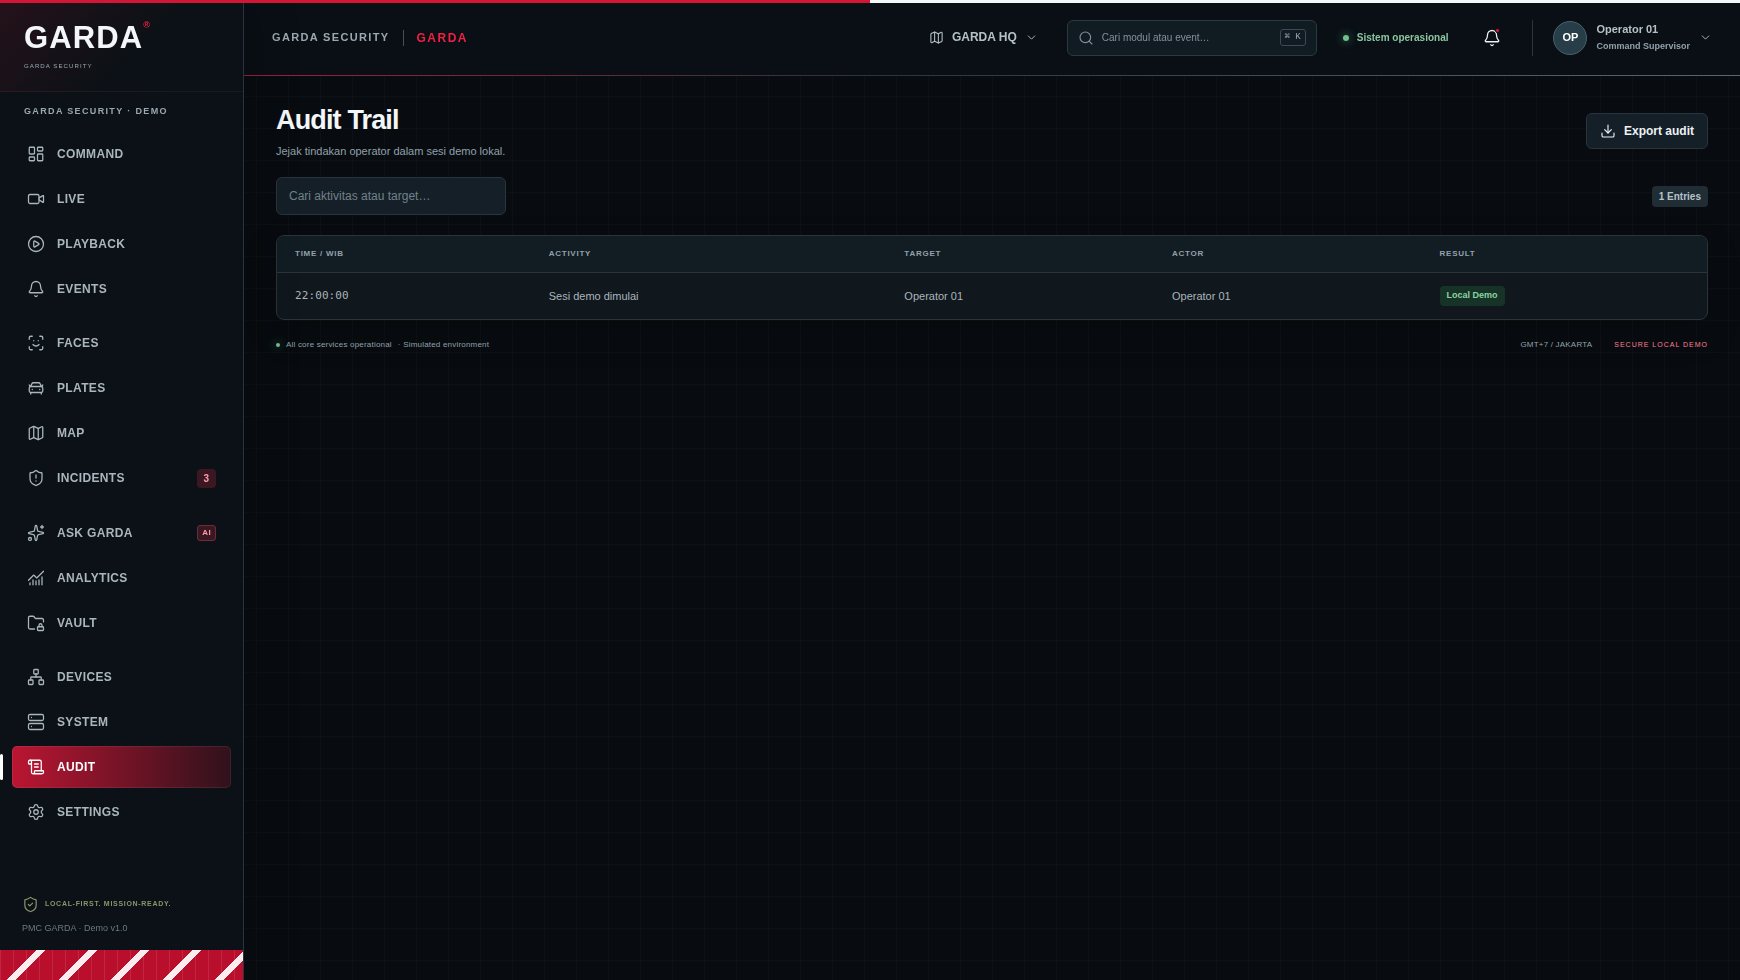 GARDA®
GARDA SECURITY
GARDA SECURITY · DEMO
COMMAND
LIVE
PLAYBACK
EVENTS
FACES
PLATES
MAP
INCIDENTS 3
ASK GARDA AI
ANALYTICS
VAULT
DEVICES
SYSTEM
AUDIT
SETTINGS
LOCAL-FIRST. MISSION-READY.
PMC GARDA · Demo v1.0
GARDA SECURITY GARDA
GARDA HQ
Cari modul atau event… ⌘ K
Sistem operasional
OP
Operator 01
Command Supervisor
Audit Trail
Jejak tindakan operator dalam sesi demo lokal.
Export audit
Cari aktivitas atau target…
1 Entries
TIME / WIB ACTIVITY TARGET ACTOR RESULT
22:00:00 Sesi demo dimulai Operator 01 Operator 01 Local Demo
All core services operational · Simulated environment
GMT+7 / JAKARTA SECURE LOCAL DEMO